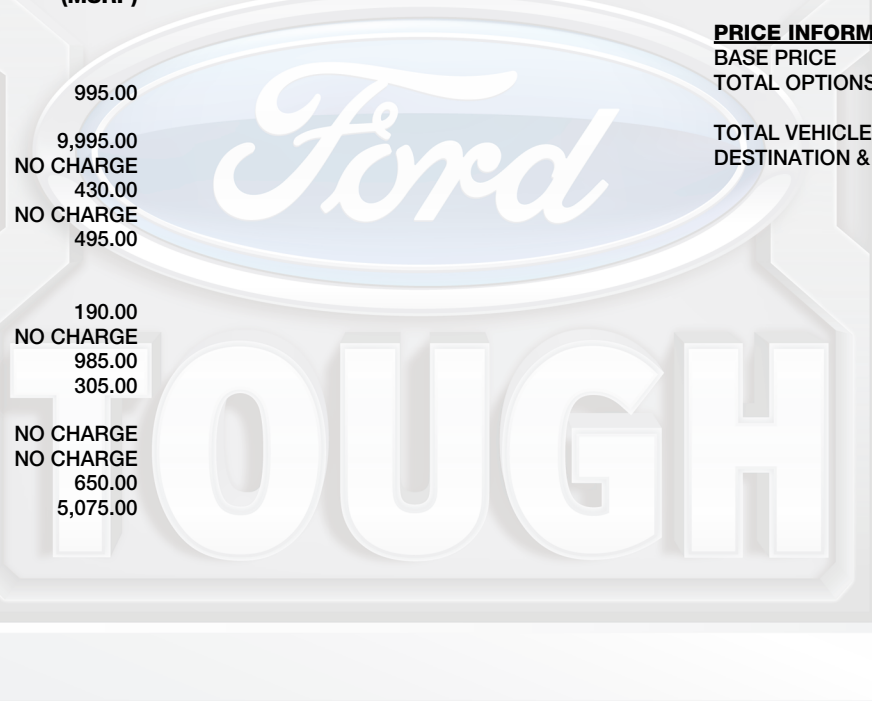 (MSRP)
995.00
9,995.00
NO CHARGE
430.00
NO CHARGE
495.00
190.00
NO CHARGE
985.00
305.00
NO CHARGE
NO CHARGE
650.00
5,075.00
PRICE INFORM
BASE PRICE
TOTAL OPTIONS
TOTAL VEHICLE
DESTINATION &
Ford
TOUGH